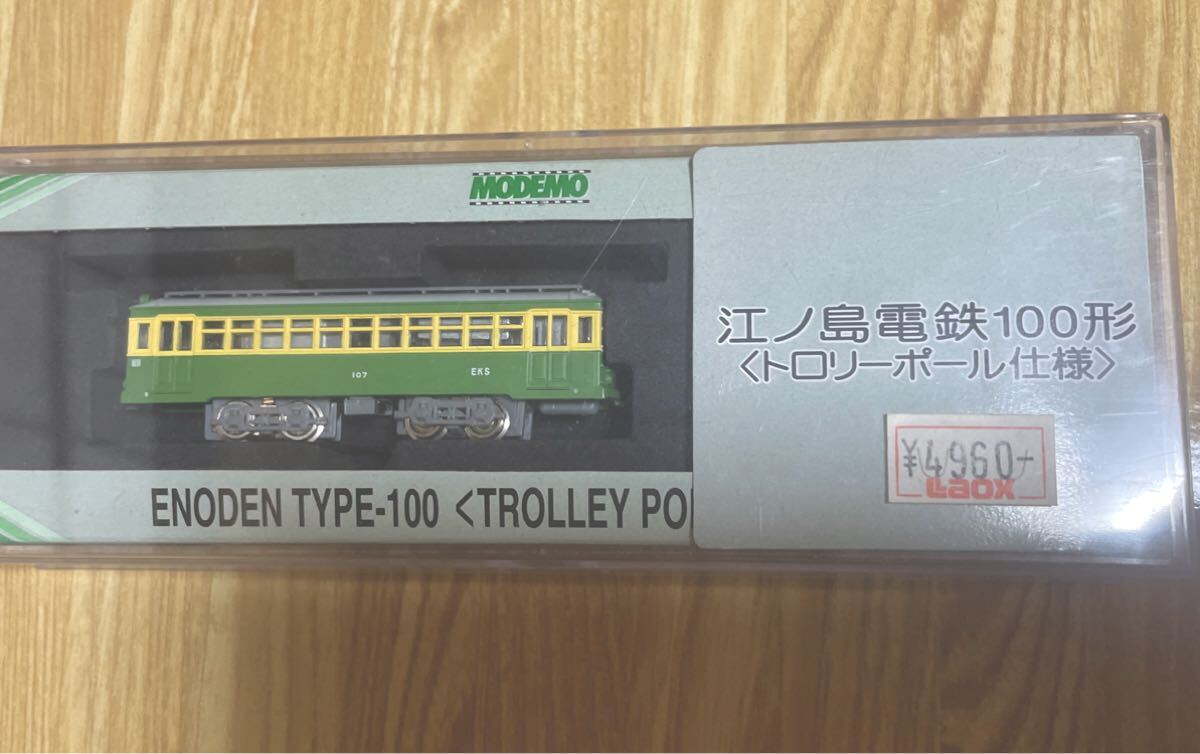 MODEMO
107
EKS
ENODEN TYPE-100 <TROLLEY PO
江ノ島電鉄100形
<トロリーポール仕様>
¥4960-
Laox